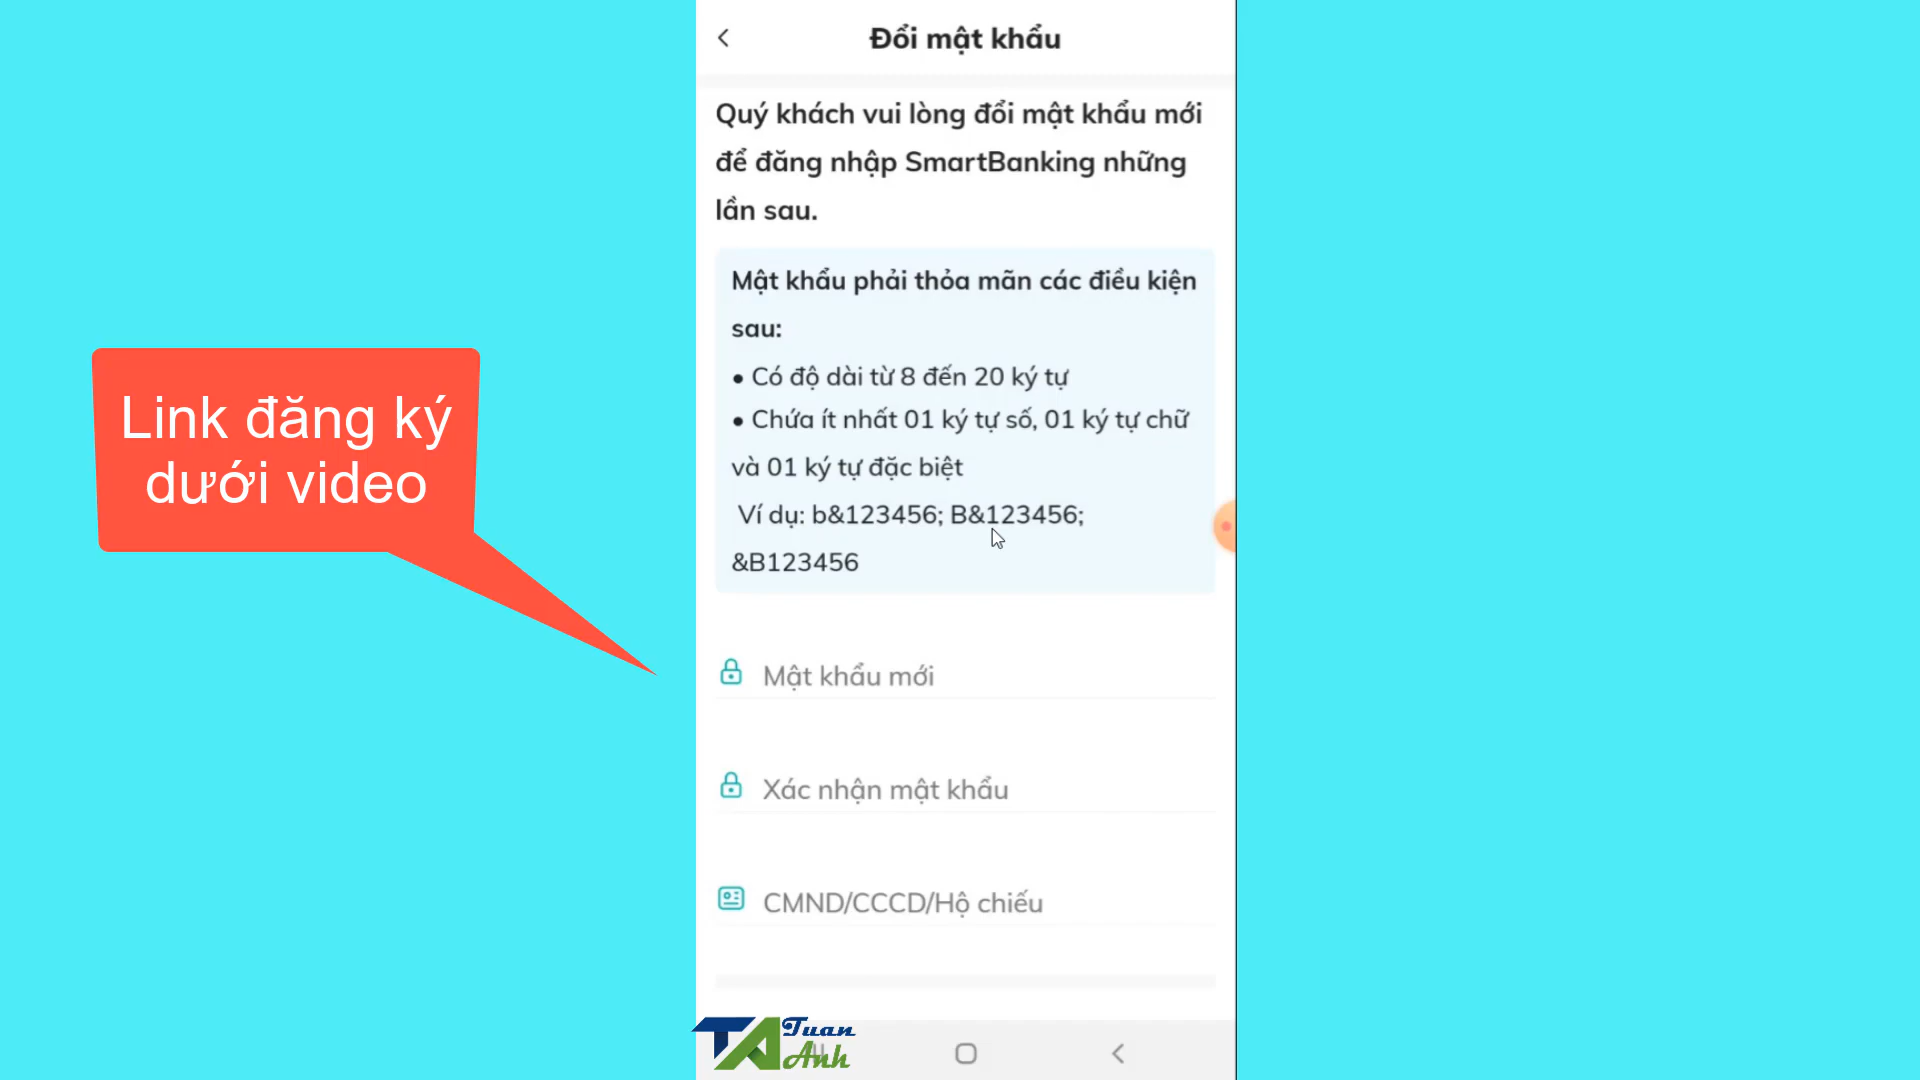 Đổi mật khẩu
Quý khách vui lòng đổi mật khẩu mới
để đăng nhập SmartBanking những
lần sau.
Mật khẩu phải thỏa mãn các điều kiện
sau:
• Có độ dài từ 8 đến 20 ký tự
• Chứa ít nhất 01 ký tự số, 01 ký tự chữ
và 01 ký tự đặc biệt
Ví dụ: b&123456; B&123456;
&B123456
Link đăng ký
dưới video
Mật khẩu mới
Xác nhận mật khẩu
CMND/CCCD/Hộ chiếu
TA Tuan
Anh